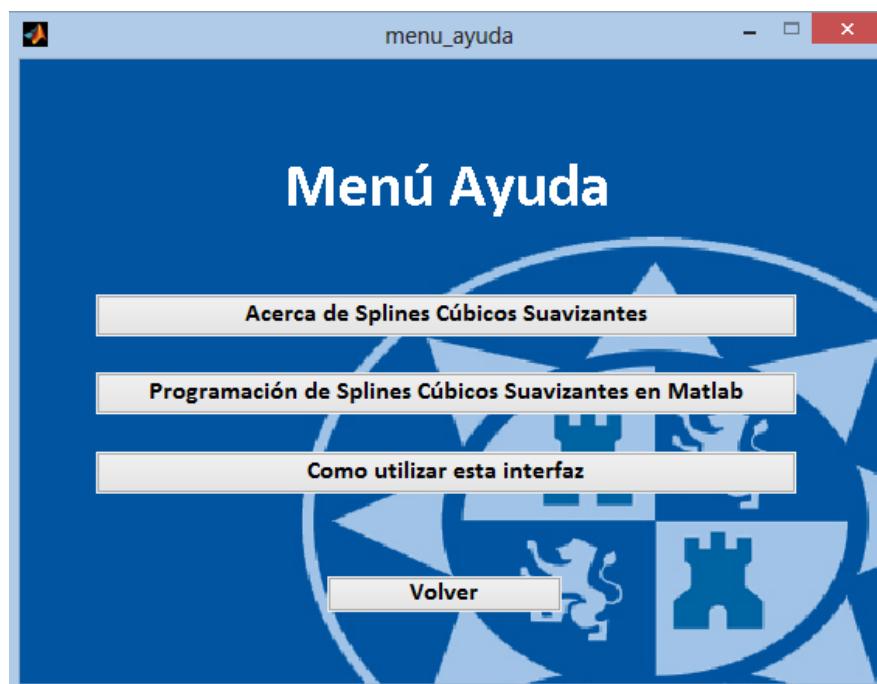 menu_ayuda
Menú Ayuda
Acerca de Splines Cúbicos Suavizantes
Programación de Splines Cúbicos Suavizantes en Matlab
Como utilizar esta interfaz
Volver